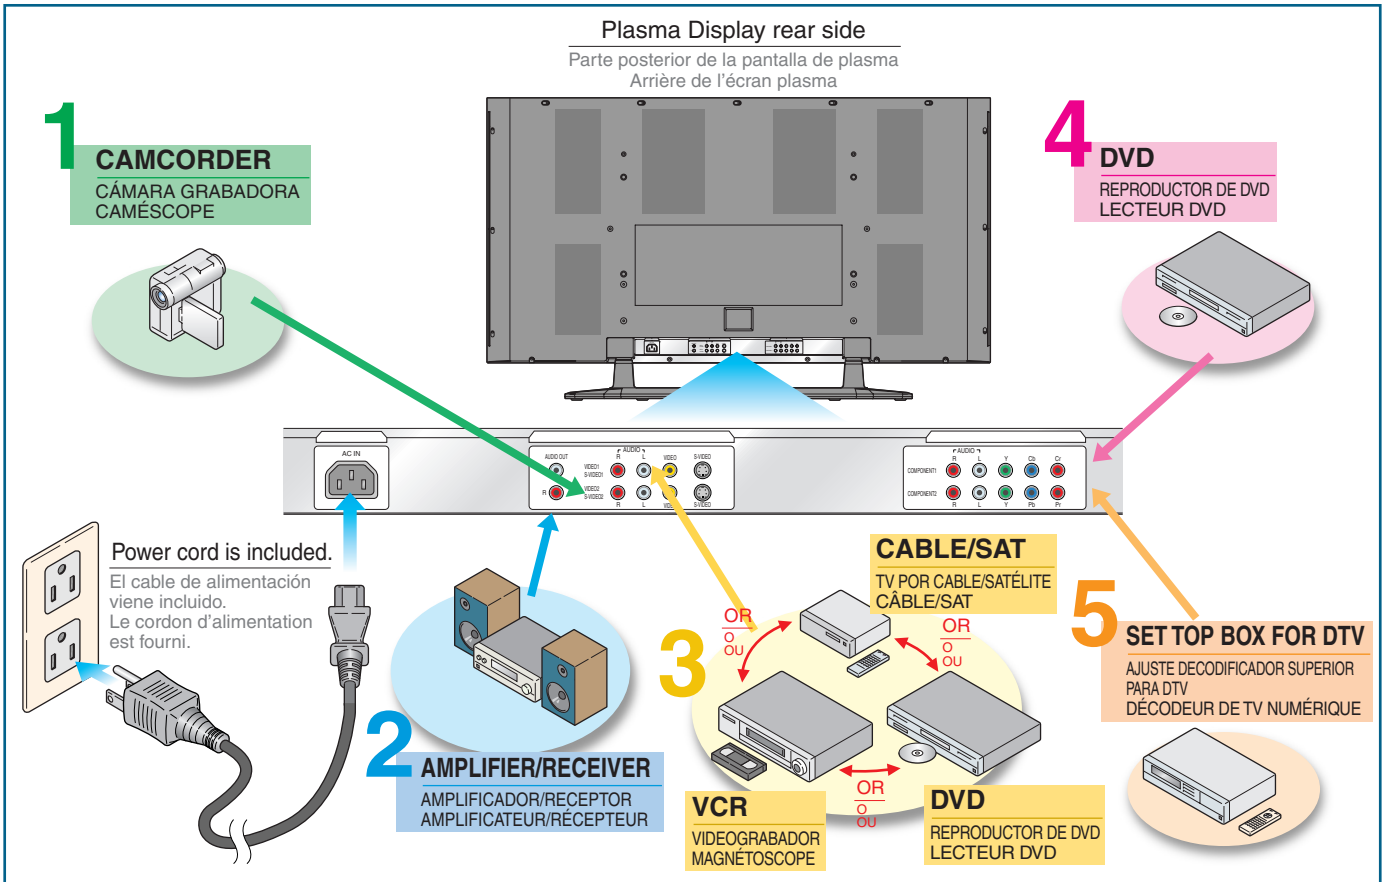 Plasma Display rear side
Parte posterior de la pantalla de plasma
Arrière de l'écran plasma
1
CAMCORDER
CÁMARA GRABADORA
CAMÉSCOPE
4
DVD
REPRODUCTOR DE DVD
LECTEUR DVD
AC IN
AUDIO OUT
R
AUDIO
R L VIDEO S-VIDEO
VIDEO1
S-VIDEO1
VIDEO2
S-VIDEO2
R L VIDEO S-VIDEO
AUDIO
R L Y Cb Cr
COMPONENT1
COMPONENT2
R L Y Pb Pr
Power cord is included.
El cable de alimentación
viene incluido.
Le cordon d'alimentation
est fourni.
2
AMPLIFIER/RECEIVER
AMPLIFICADOR/RECEPTOR
AMPLIFICATEUR/RÉCEPTEUR
3
CABLE/SAT
TV POR CABLE/SATÉLITE
CÂBLE/SAT
OR
O
OU
OR
O
OU
OR
O
OU
VCR
VIDEOGRABADOR
MAGNÉTOSCOPE
DVD
REPRODUCTOR DE DVD
LECTEUR DVD
5
SET TOP BOX FOR DTV
AJUSTE DECODIFICADOR SUPERIOR
PARA DTV
DÉCODEUR DE TV NUMÉRIQUE